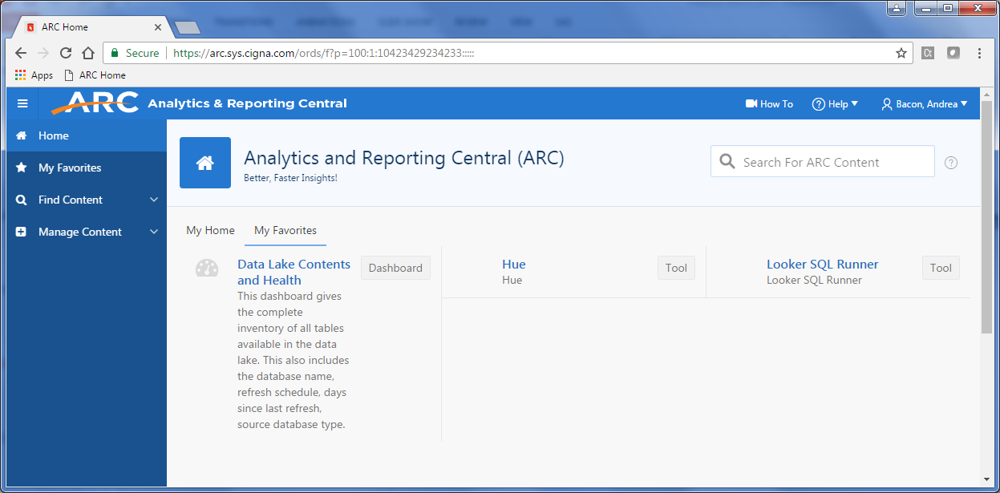 ARC Home
Secure
https://arc.sys.cigna.com/ords/f?p=100:1:10423429234233:::::
Ct
Apps
ARC Home
ARC
Analytics & Reporting Central
How To
Help
Bacon, Andrea
Home
My Favorites
Find Content
Manage Content
Analytics and Reporting Central (ARC)
Better, Faster Insights!
Search For ARC Content
?
My Home
My Favorites
Data Lake Contents
and Health
Dashboard
This dashboard gives
the complete
inventory of all tables
available in the data
lake. This also includes
the database name,
refresh schedule, days
since last refresh,
source database type.
Hue
Hue
Tool
Looker SQL Runner
Looker SQL Runner
Tool